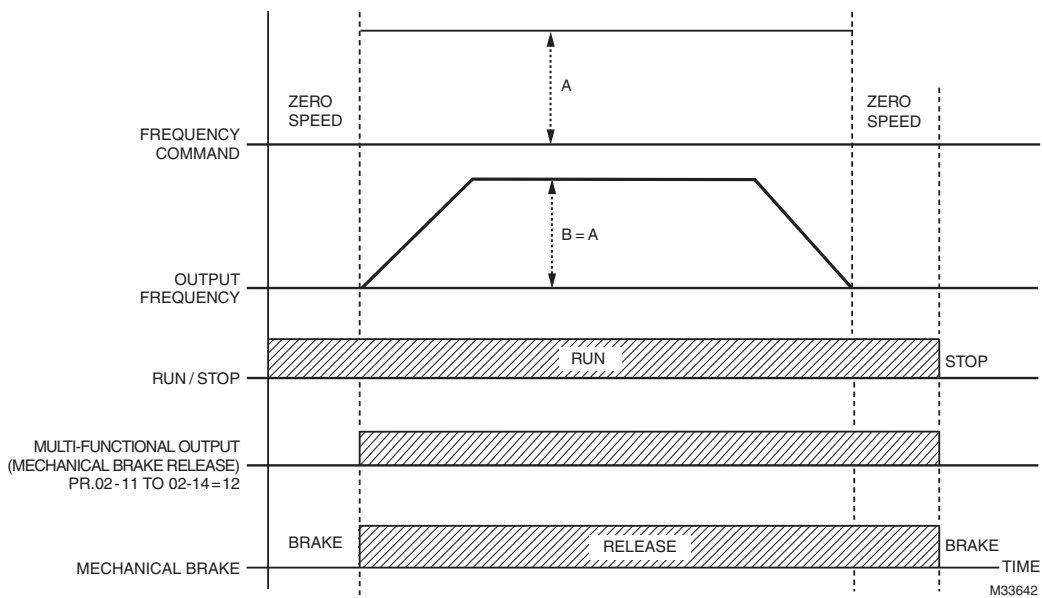 A
ZERO
SPEED
ZERO
SPEED
FREQUENCY
COMMAND
B = A
OUTPUT
FREQUENCY
RUN
STOP
RUN / STOP
MULTI-FUNCTIONAL OUTPUT
(MECHANICAL BRAKE RELEASE)
PR.02-11 TO 02-14=12
BRAKE
RELEASE
BRAKE
MECHANICAL BRAKE
TIME
M33642